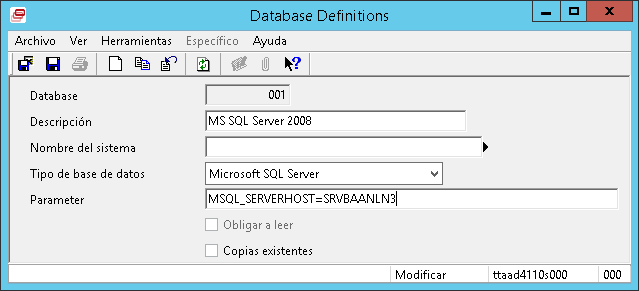 Database Definitions
Archivo Ver Herramientas Específico Ayuda
Database 001
Descripción MS SQL Server 2008
Nombre del sistema
Tipo de base de datos Microsoft SQL Server
Parameter MSQL_SERVERHOST=SRVBAANLN3
Obligar a leer
Copias existentes
Modificar ttaad4110s000 000